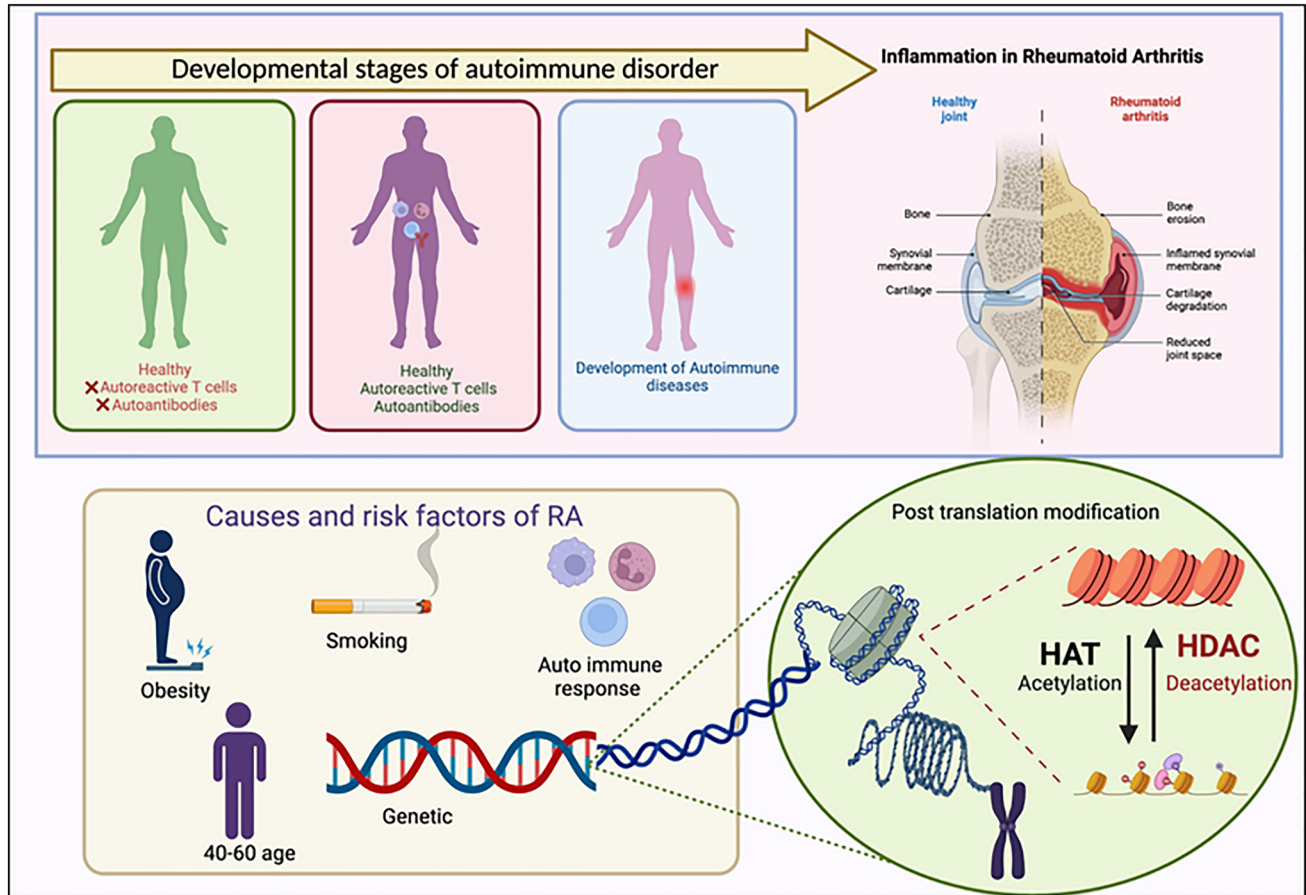 Developmental stages of autoimmune disorder
Healthy
Autoreactive T cells
Autoantibodies
Healthy
Autoreactive T cells
Autoantibodies
Development of Autoimmune
diseases
Inflammation in Rheumatoid Arthritis
Healthy
joint
Rheumatoid
arthritis
Bone
Synovial
membrane
Cartilage
Bone
erosion
Inflamed synovial
membrane
Cartilage
degradation
Reduced
joint space
Causes and risk factors of RA
Obesity
Smoking
Auto immune
response
40-60 age
Genetic
Post translation modification
HAT
Acetylation
HDAC
Deacetylation